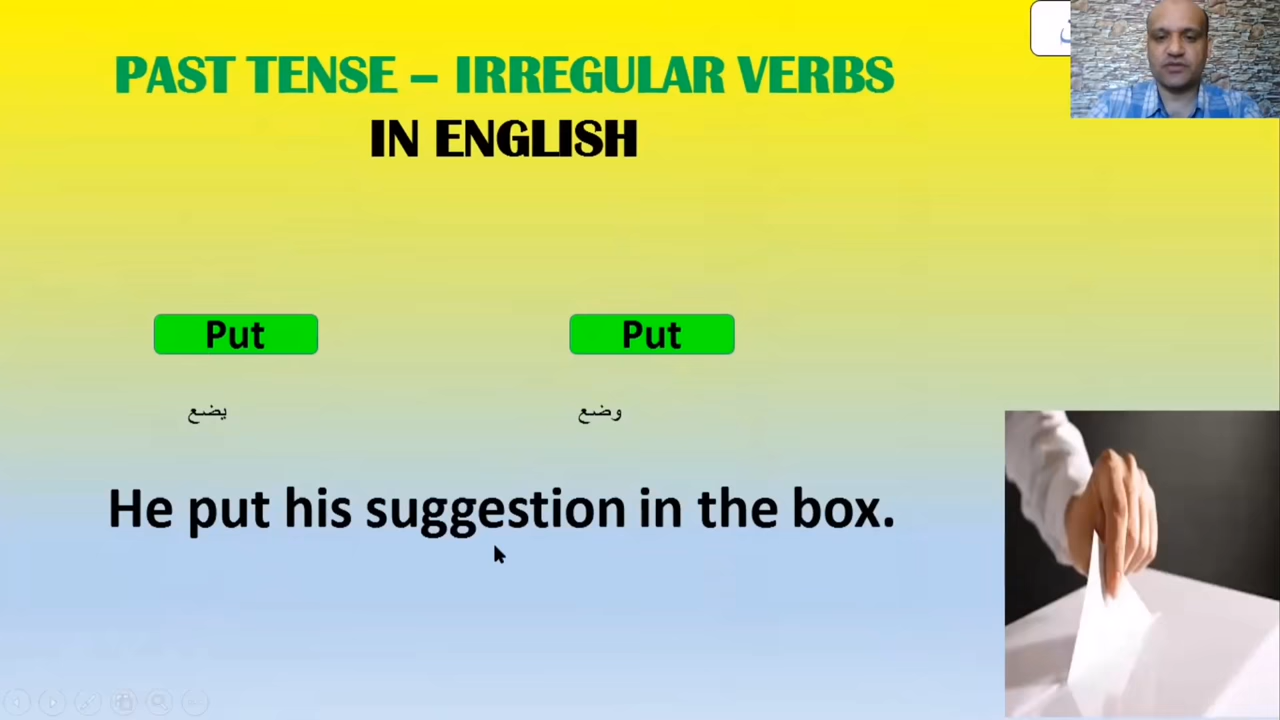 PAST TENSE – IRREGULAR VERBS
IN ENGLISH
Put
Put
يضع
وضع
He put his suggestion in the box.